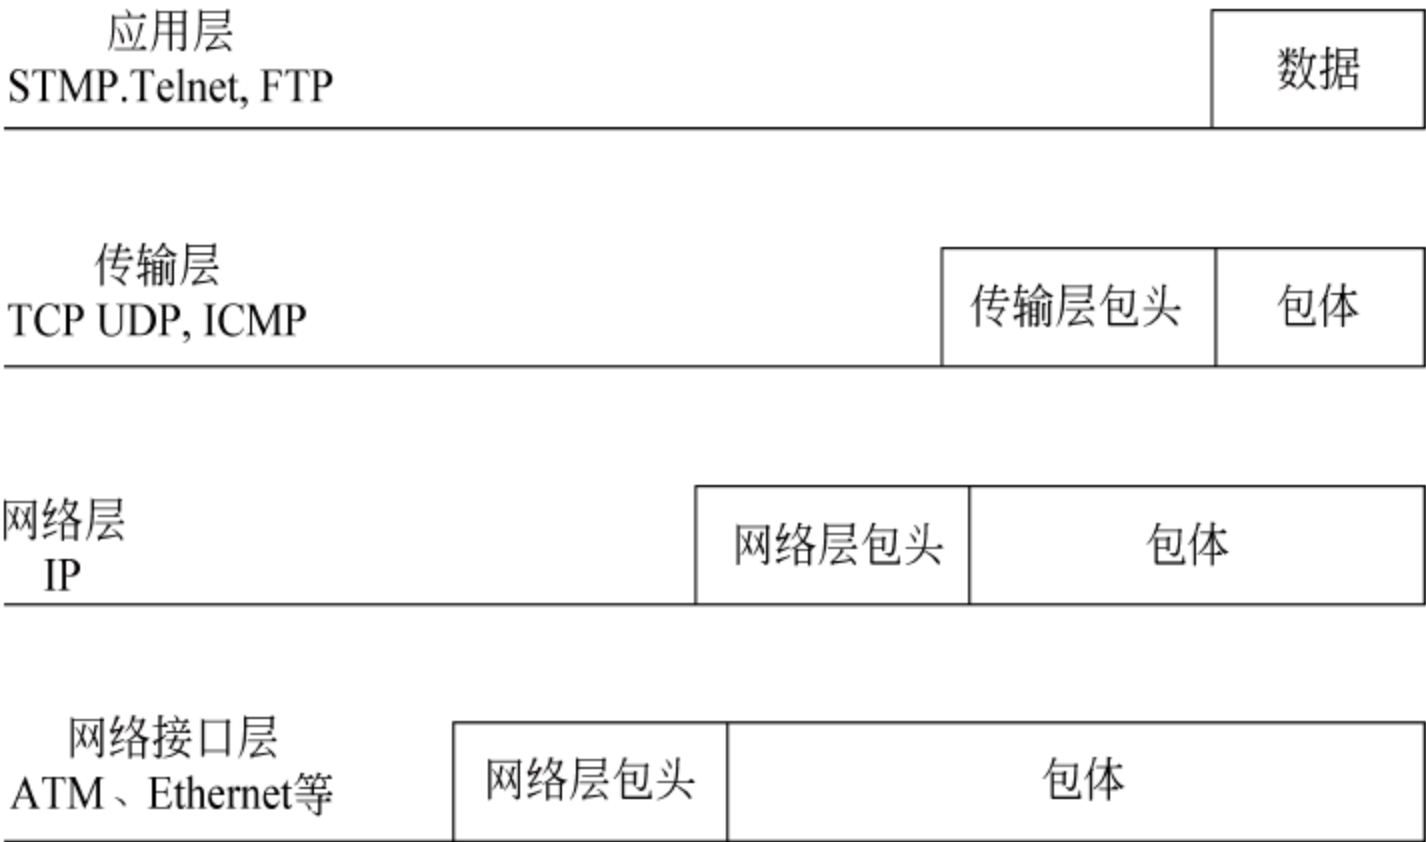 应用层
STMP.Telnet, FTP
数据
传输层
TCP UDP, ICMP
传输层包头
包体
网络层
IP
网络层包头
包体
网络接口层
ATM、Ethernet等
网络层包头
包体